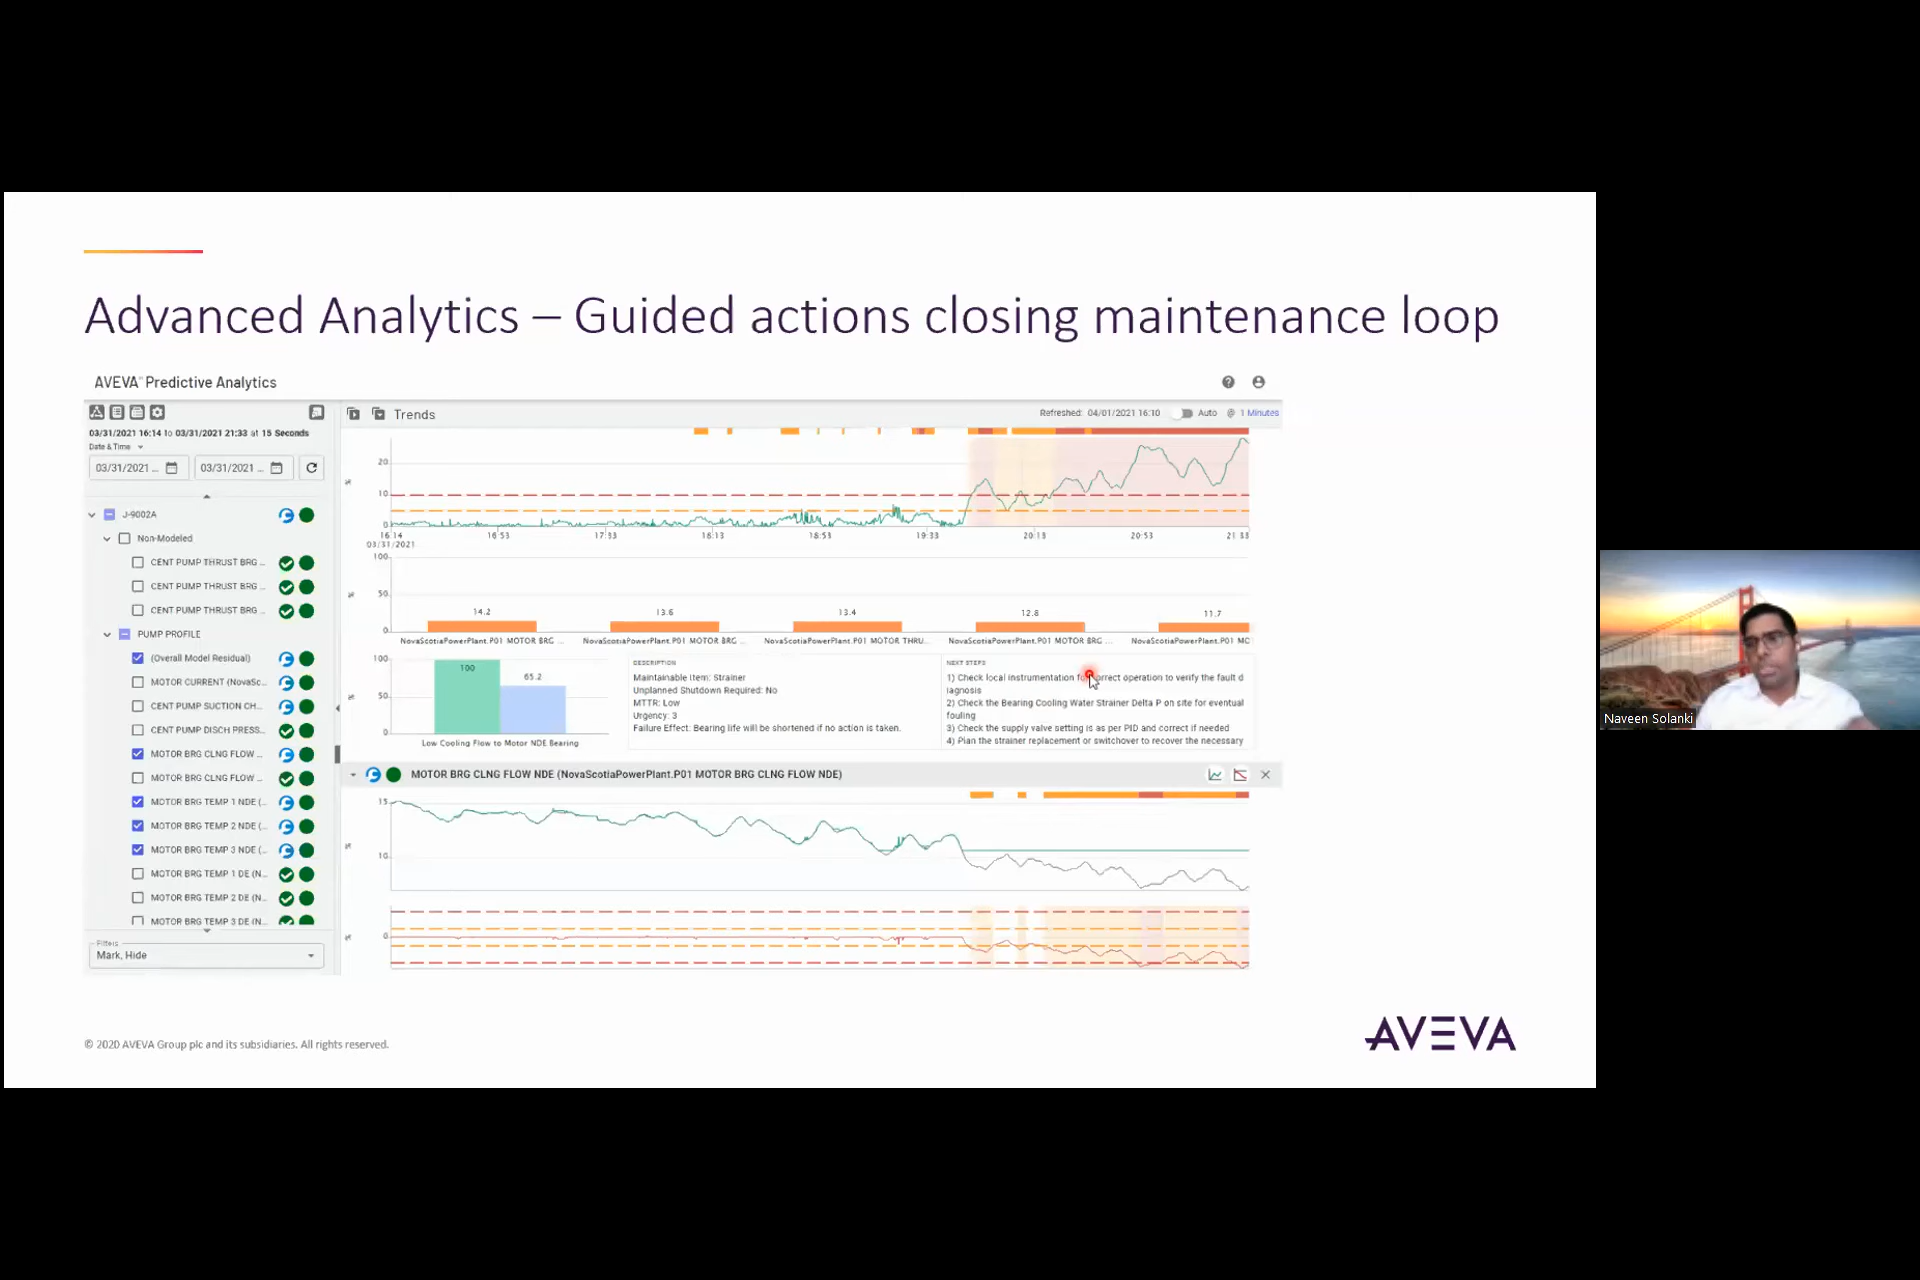 Advanced Analytics – Guided actions closing maintenance loop
AVEVA™ Predictive Analytics
Trends
Refreshed: 04/01/2021 16:10 Auto @ 1 Minutes
03/31/2021 16:14 to 03/31/2021 21:33 at 15 Seconds
Date & Time
03/31/2021 ... 03/31/2021 ...
J-9002A
Non-Modeled
CENT PUMP THRUST BRG ...
CENT PUMP THRUST BRG ...
CENT PUMP THRUST BRG ...
PUMP PROFILE
(Overall Model Residual)
MOTOR CURRENT (NovaSc...
CENT PUMP SUCTION CH...
CENT PUMP DISCH PRESS...
MOTOR BRG CLNG FLOW ...
MOTOR BRG CLNG FLOW ...
MOTOR BRG TEMP 1 NDE (...
MOTOR BRG TEMP 2 NDE (...
MOTOR BRG TEMP 3 NDE (...
MOTOR BRG TEMP 1 DE (N...
MOTOR BRG TEMP 2 DE (N...
MOTOR BRG TEMP 3 DE (N...
Filters
Mark, Hide
20
10
0
16:14 16:53 17:33 18:13 18:53 19:33 20:13 20:53 21:33
03/31/2021
100
50
0
14.2 13.6 13.4 12.8 11.7
NovaScotiaPowerPlant.P01 MOTOR BRG ... NovaScotiaPowerPlant.P01 MOTOR BRG ... NovaScotiaPowerPlant.P01 MOTOR THRU... NovaScotiaPowerPlant.P01 MOTOR BRG ... NovaScotiaPowerPlant.P01 MO
100
50
0
100 65.2
Low Cooling Flow to Motor NDE Bearing
DESCRIPTION
Maintainable Item: Strainer
Unplanned Shutdown Required: No
MTTR: Low
Urgency: 3
Failure Effect: Bearing life will be shortened if no action is taken.
NEXT STEPS
1) Check local instrumentation for correct operation to verify the fault d
iagnosis
2) Check the Bearing Cooling Water Strainer Delta P on site for eventual
fouling
3) Check the supply valve setting is as per PID and correct if needed
4) Plan the strainer replacement or switchover to recover the necessary
MOTOR BRG CLNG FLOW NDE (NovaScotiaPowerPlant.P01 MOTOR BRG CLNG FLOW NDE)
15
10
0
© 2020 AVEVA Group plc and its subsidiaries. All rights reserved.
AVEVA
Naveen Solanki